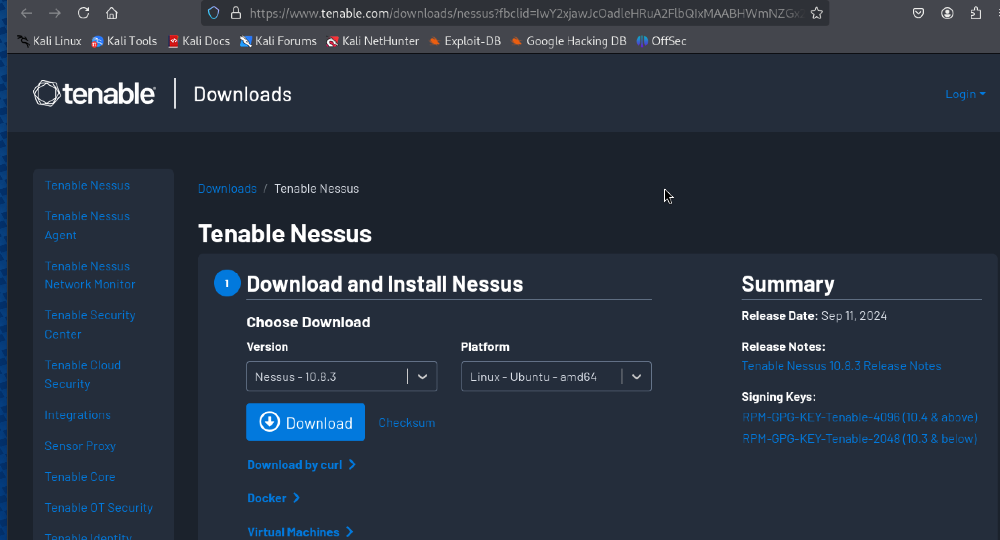 https://www.tenable.com/downloads/nessus?fbclid=IwY2xjawJcOadleHRuA2FlbQIxMAABHWmNZGx2
Kali Linux Kali Tools Kali Docs Kali Forums Kali NetHunter Exploit-DB Google Hacking DB OffSec
tenable Downloads
Login
Tenable Nessus
Tenable Nessus
Agent
Tenable Nessus
Network Monitor
Tenable Security
Center
Tenable Cloud
Security
Integrations
Sensor Proxy
Tenable Core
Tenable OT Security
Tenable Identity
Downloads / Tenable Nessus
Tenable Nessus
1 Download and Install Nessus
Choose Download
Version Platform
Nessus - 10.8.3 Linux - Ubuntu - amd64
Download Checksum
Download by curl
Docker
Virtual Machines
Summary
Release Date: Sep 11, 2024
Release Notes:
Tenable Nessus 10.8.3 Release Notes
Signing Keys:
RPM-GPG-KEY-Tenable-4096 (10.4 & above)
RPM-GPG-KEY-Tenable-2048 (10.3 & below)